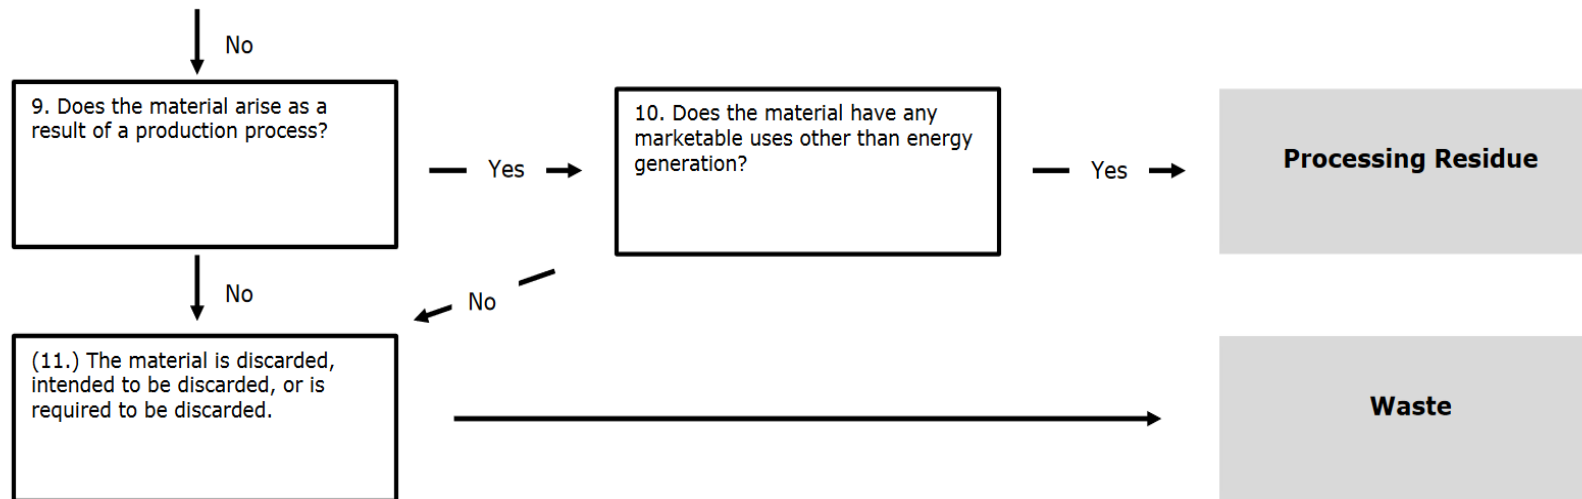 No
9. Does the material arise as a
result of a production process?
Yes
10. Does the material have any
marketable uses other than energy
generation?
Yes
Processing Residue
No
No
(11.) The material is discarded,
intended to be discarded, or is
required to be discarded.
Waste